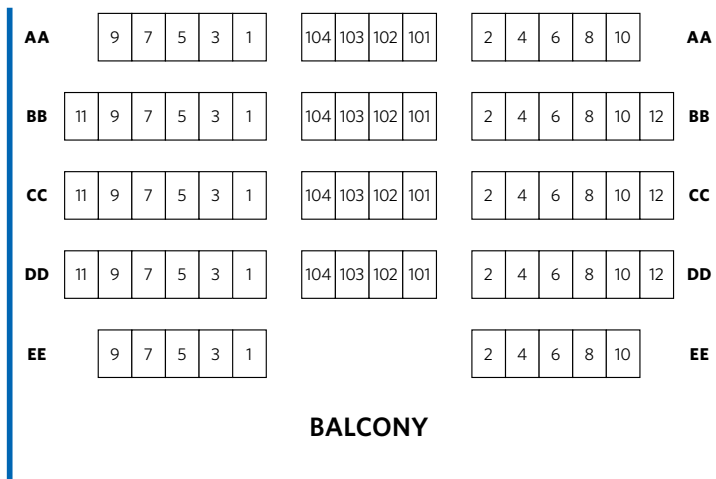 AA 9 7 5 3 1 104 103 102 101 2 4 6 8 10 AA
BB 11 9 7 5 3 1 104 103 102 101 2 4 6 8 10 12 BB
CC 11 9 7 5 3 1 104 103 102 101 2 4 6 8 10 12 CC
DD 11 9 7 5 3 1 104 103 102 101 2 4 6 8 10 12 DD
EE 9 7 5 3 1 2 4 6 8 10 EE
BALCONY